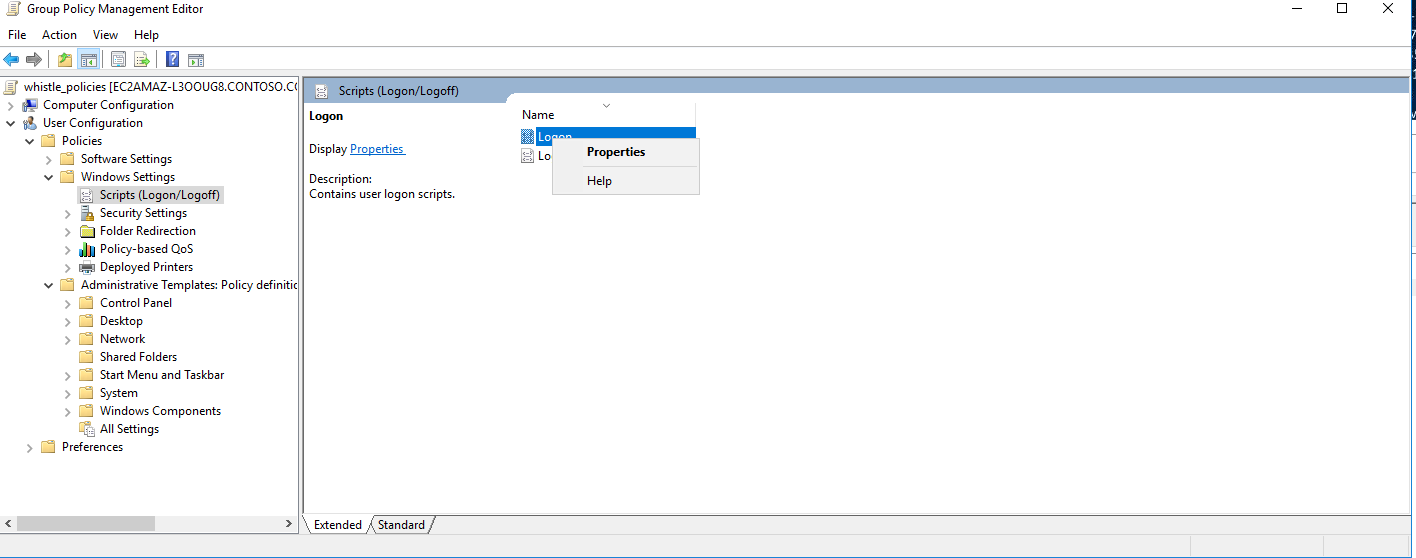 Group Policy Management Editor
File Action View Help
whistle_policies [EC2AMAZ-L3OOUG8.CONTOSO.CO
Computer Configuration
User Configuration
Policies
Software Settings
Windows Settings
Scripts (Logon/Logoff)
Security Settings
Folder Redirection
Policy-based QoS
Deployed Printers
Administrative Templates: Policy definitio
Control Panel
Desktop
Network
Shared Folders
Start Menu and Taskbar
System
Windows Components
All Settings
Preferences
Scripts (Logon/Logoff)
Logon
Display Properties
Description:
Contains user logon scripts.
Name
Logon
Lo
Properties
Help
Extended Standard